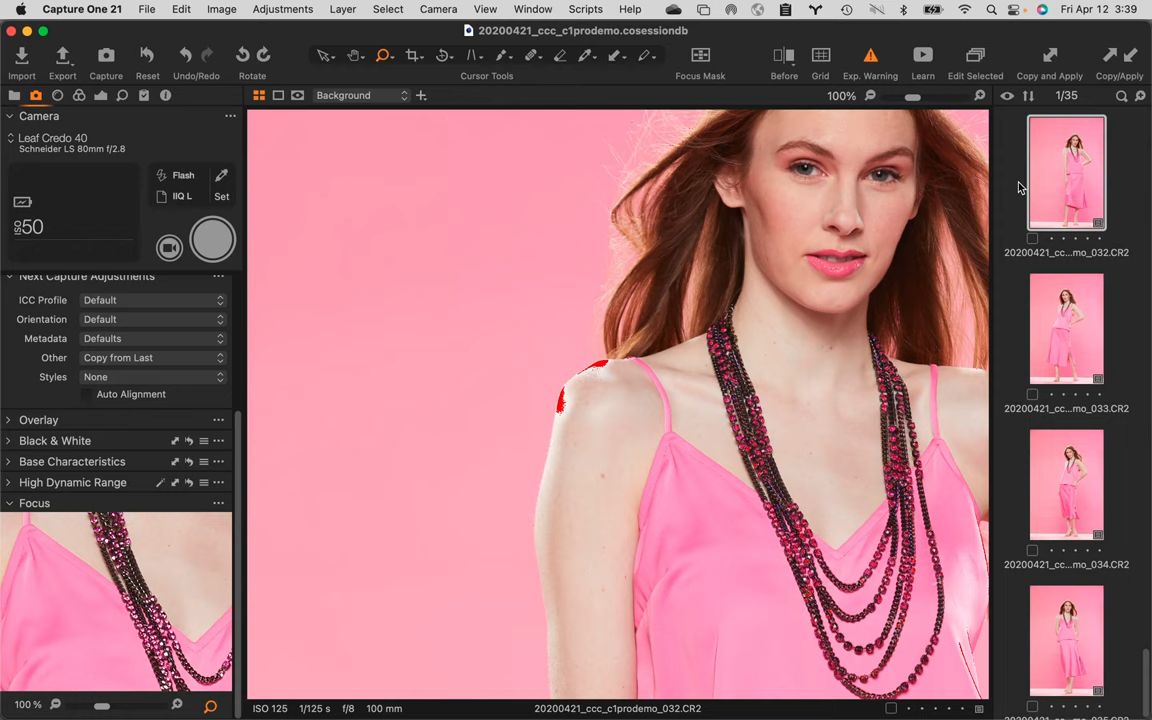 Capture One 21 File Edit Image Adjustments Layer Select Camera View Window Scripts Help Fri Apr 12 3:39
20200421_ccc_c1prodemo.cosessiondb
Import Export Capture Reset Undo/Redo Rotate Cursor Tools Focus Mask Before Grid Exp. Warning Learn Edit Selected Copy and Apply Copy/Apply
Background 100% 1/35
Camera
Leaf Credo 40
Schneider LS 80mm f/2.8
Flash
IIQ L Set
ISO 50
Next Capture Adjustments
ICC Profile Default
Orientation Default
Metadata Defaults
Other Copy from Last
Styles None
Auto Alignment
Overlay
Black & White
Base Characteristics
High Dynamic Range
Focus
100 %
ISO 125 1/125 s f/8 100 mm 20200421_ccc_c1prodemo_032.CR2
20200421_cc...mo_032.CR2
20200421_cc...mo_033.CR2
20200421_cc...mo_034.CR2